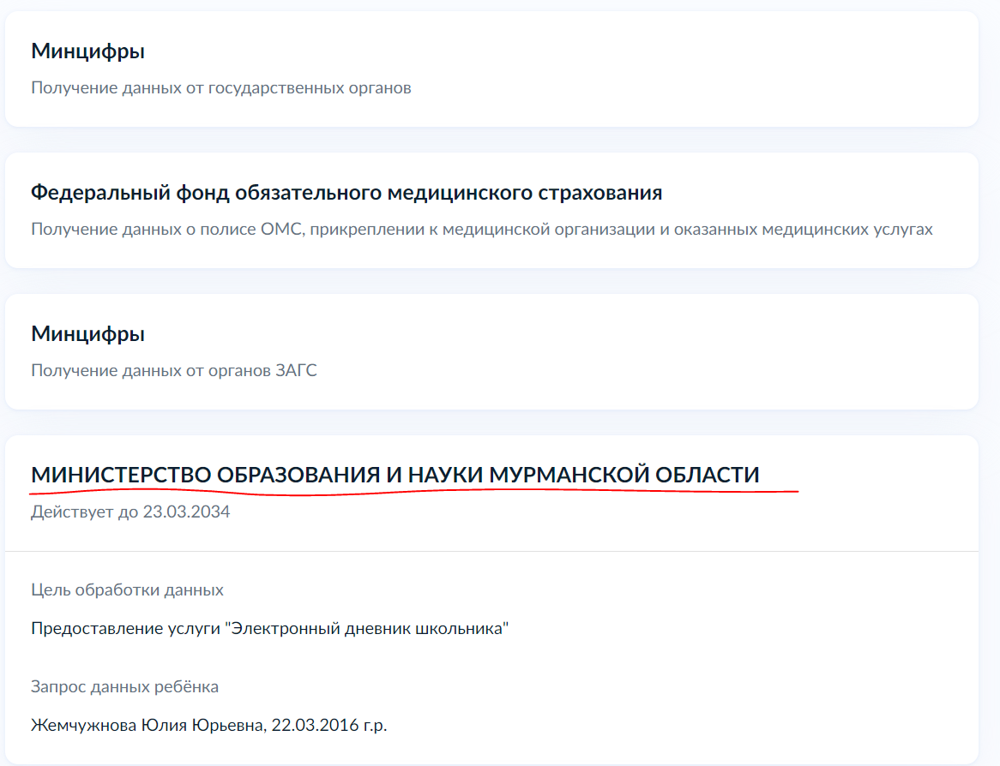 Минцифры
Получение данных от государственных органов
Федеральный фонд обязательного медицинского страхования
Получение данных о полисе ОМС, прикреплении к медицинской организации и оказанных медицинских услугах
Минцифры
Получение данных от органов ЗАГС
МИНИСТЕРСТВО ОБРАЗОВАНИЯ И НАУКИ МУРМАНСКОЙ ОБЛАСТИ
Действует до 23.03.2034
Цель обработки данных
Предоставление услуги "Электронный дневник школьника"
Запрос данных ребёнка
Жемчужнова Юлия Юрьевна, 22.03.2016 г.р.